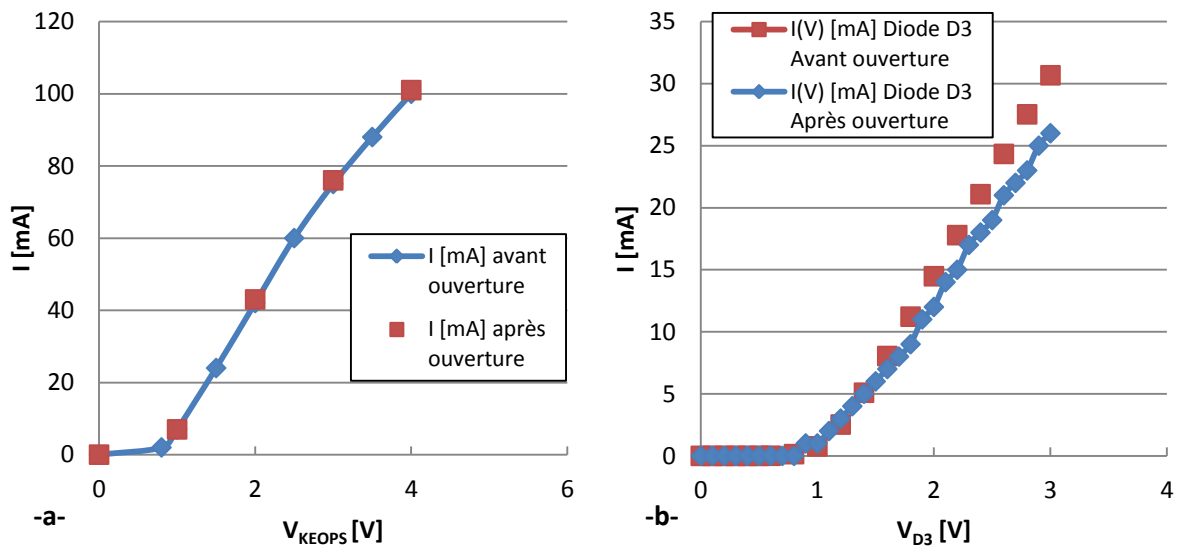 120
100
80
60
40
20
0
I [mA]
0 2 4 6
V_KEOPS [V]
-a-
I [mA] avant
ouverture
I [mA] après
ouverture
35
30
25
20
15
10
5
0
I [mA]
0 1 2 3 4
V_D3 [V]
-b-
I(V) [mA] Diode D3
Avant ouverture
I(V) [mA] Diode D3
Après ouverture